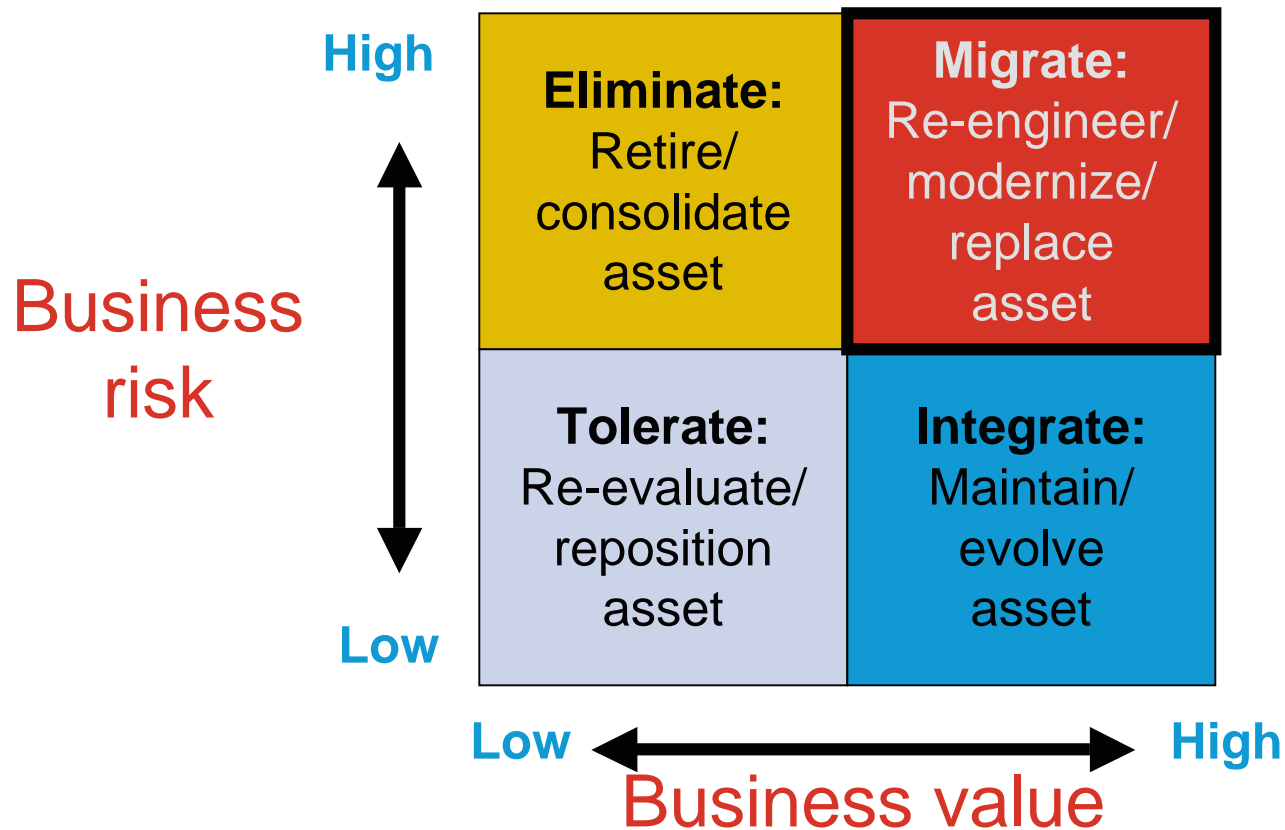 High
Eliminate:
Retire/
consolidate
asset
Migrate:
Re-engineer/
modernize/
replace
asset
Business
risk
Tolerate:
Re-evaluate/
reposition
asset
Integrate:
Maintain/
evolve
asset
Low
Low
High
Business value